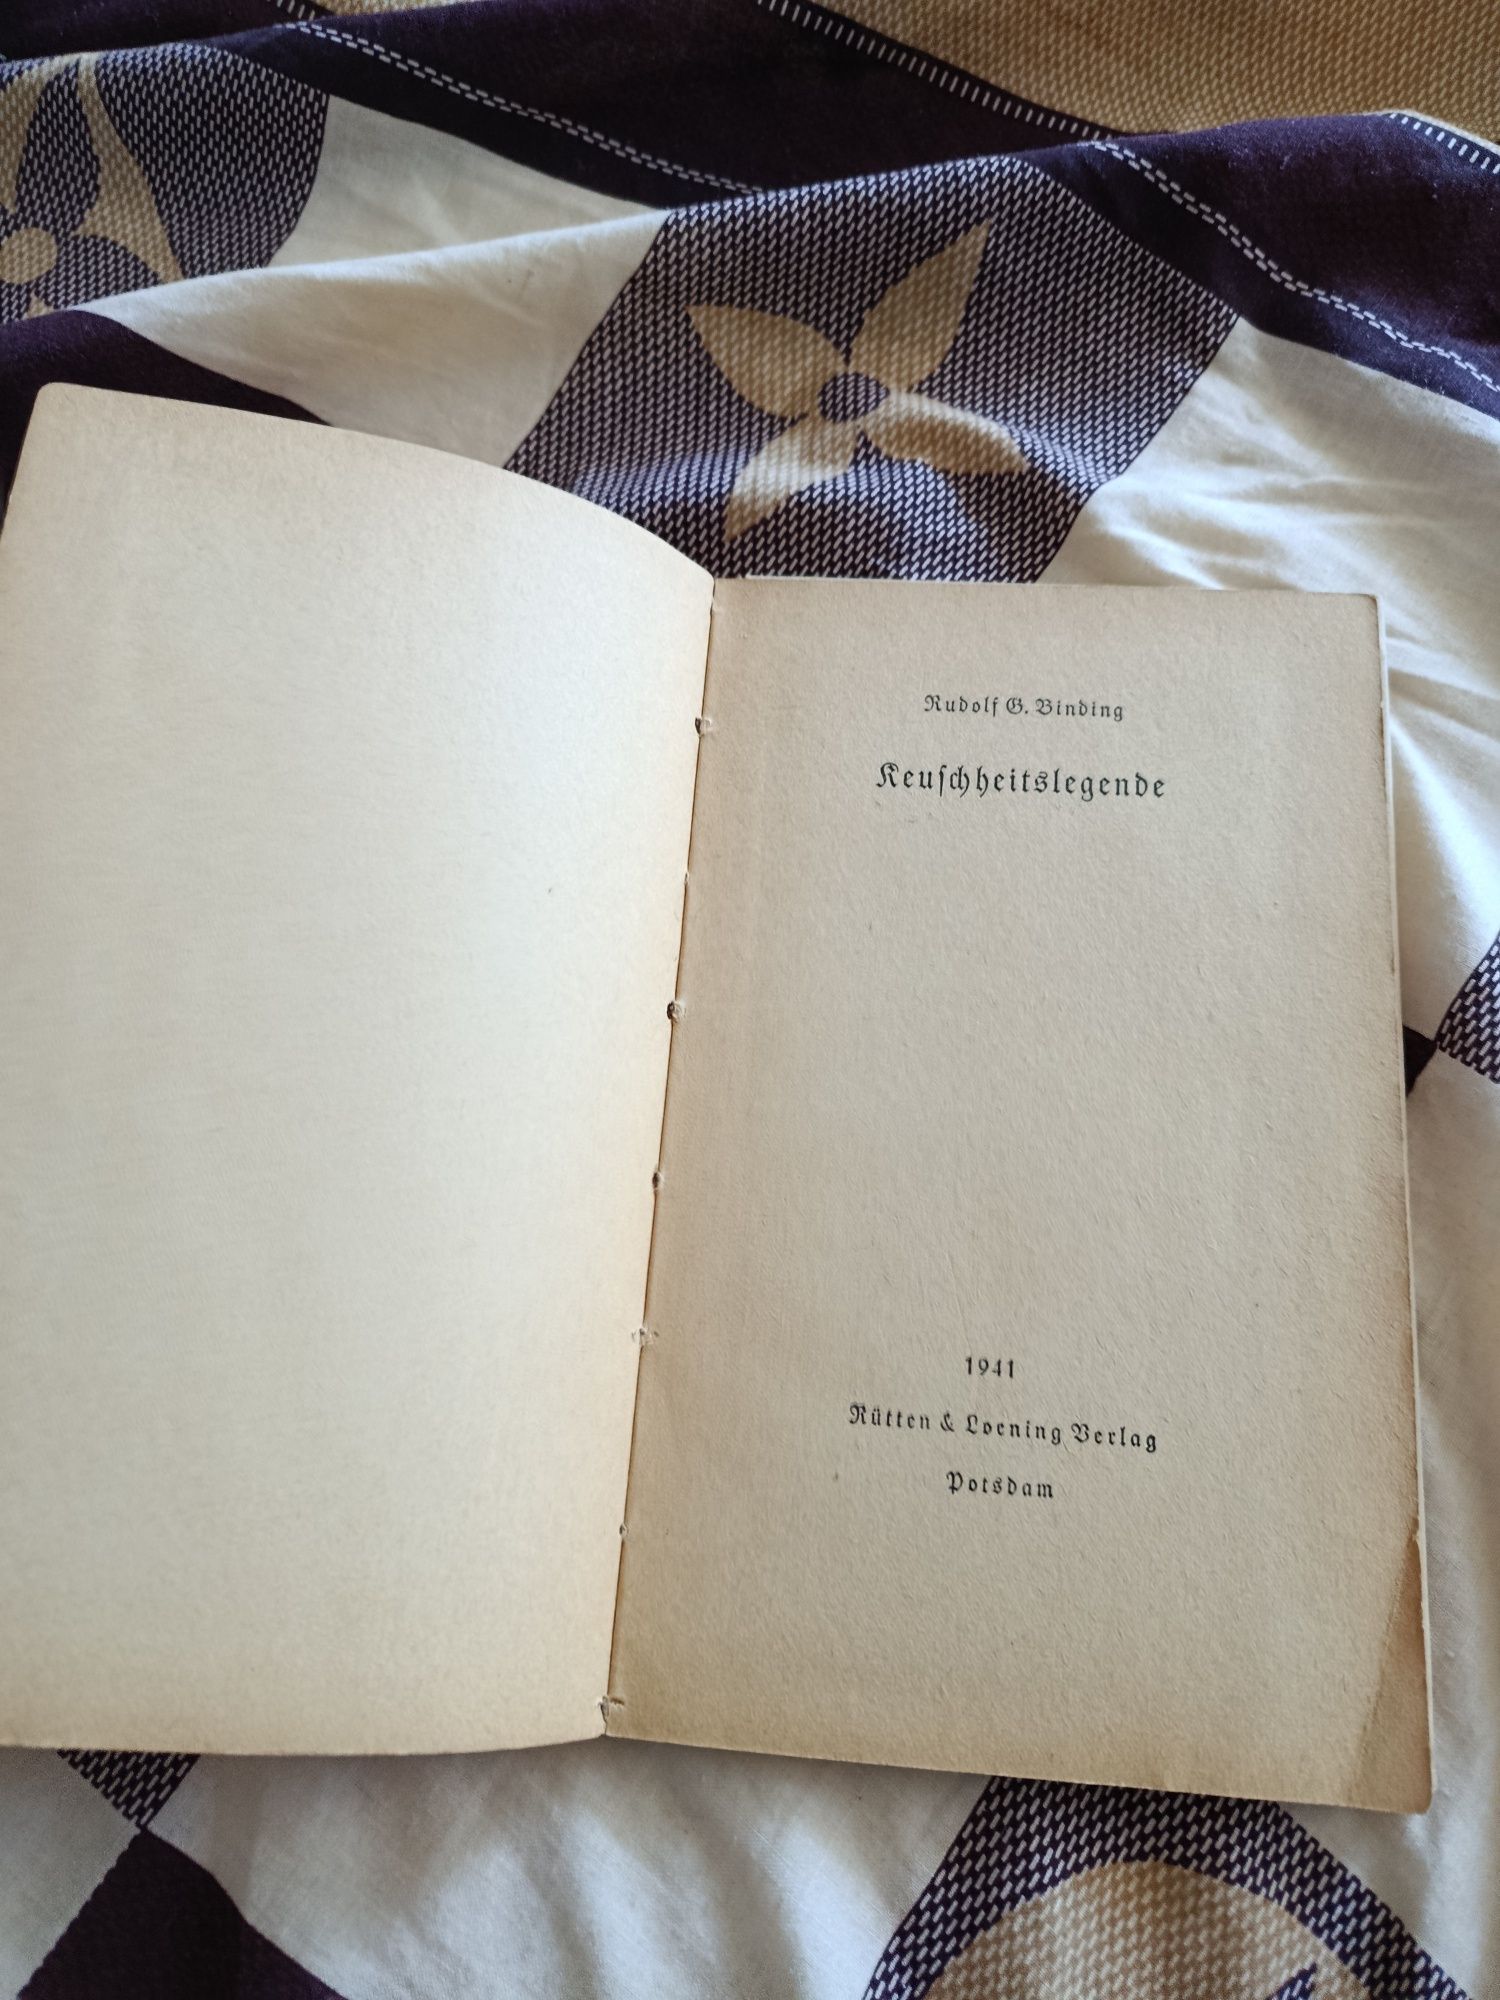 Rudolf G. Binding
Keuschheitslegende
1941
Rütten & Loening Verlag
Potsdam